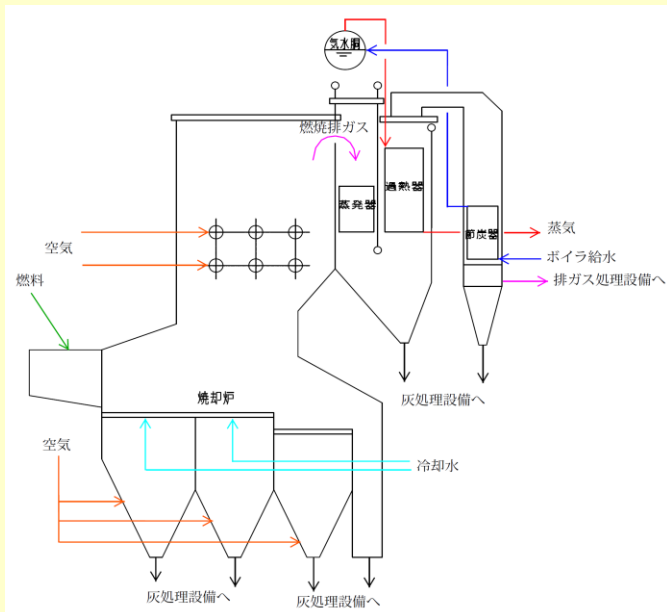 気水胴
燃焼排ガス
過熱器
蒸発器
節炭器
蒸気
空気
ボイラ給水
燃料
排ガス処理設備へ
焼却炉
灰処理設備へ
空気
冷却水
灰処理設備へ
灰処理設備へ